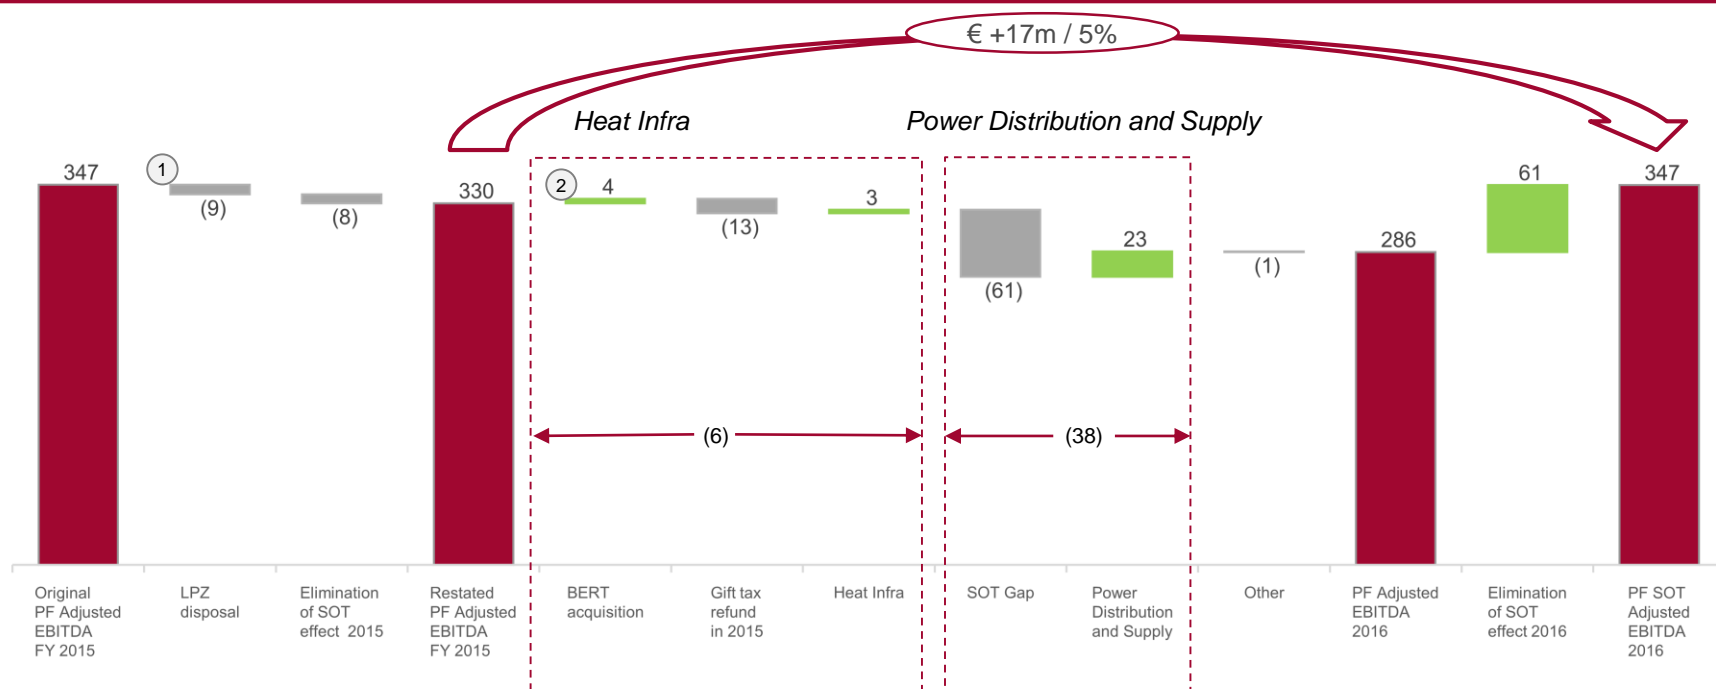 € +17m / 5%
Heat Infra
Power Distribution and Supply
347
1
(9)
(8)
330
2
4
(13)
3
(61)
23
(1)
286
61
347
(6)
(38)
Original
PF Adjusted
EBITDA
FY 2015
LPZ
disposal
Elimination
of SOT
effect 2015
Restated
PF Adjusted
EBITDA
FY 2015
BERT
acquisition
Gift tax
refund
in 2015
Heat Infra
SOT Gap
Power
Distribution
and Supply
Other
PF Adjusted
EBITDA
2016
Elimination
of SOT
effect 2016
PF SOT
Adjusted
EBITDA
2016